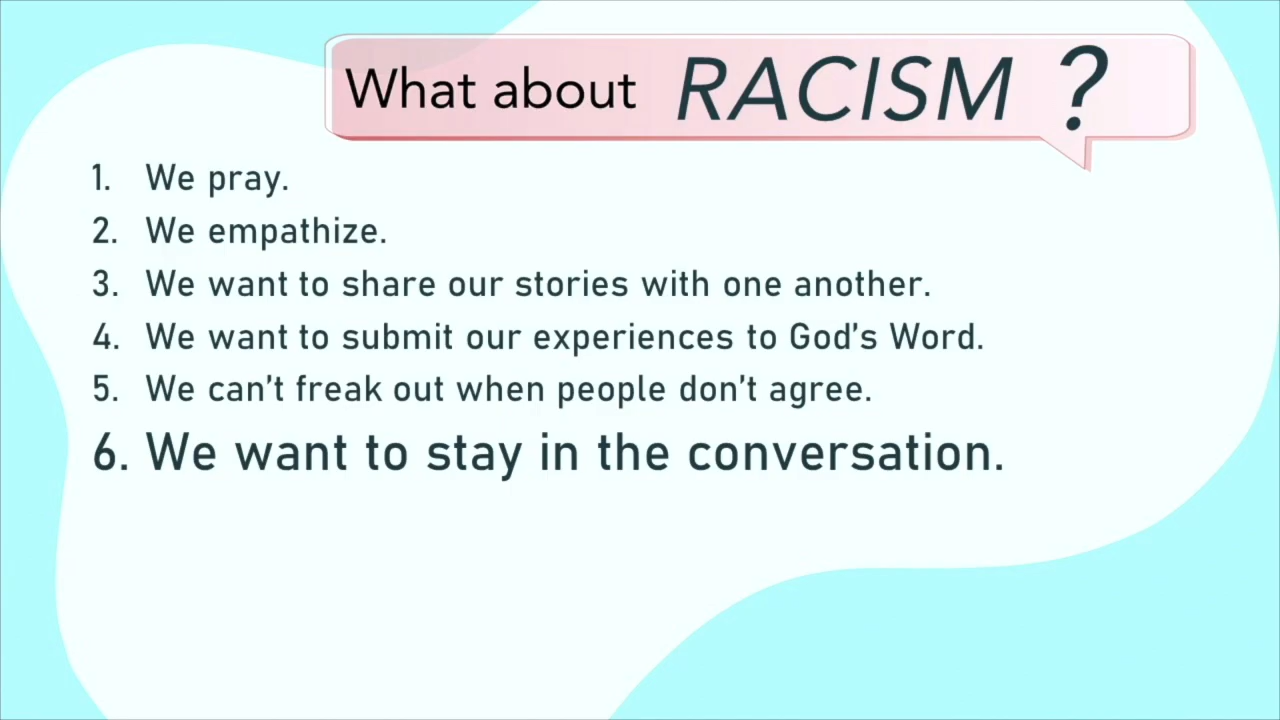 What about RACISM ?
1. We pray.
2. We empathize.
3. We want to share our stories with one another.
4. We want to submit our experiences to God's Word.
5. We can't freak out when people don't agree.
6. We want to stay in the conversation.